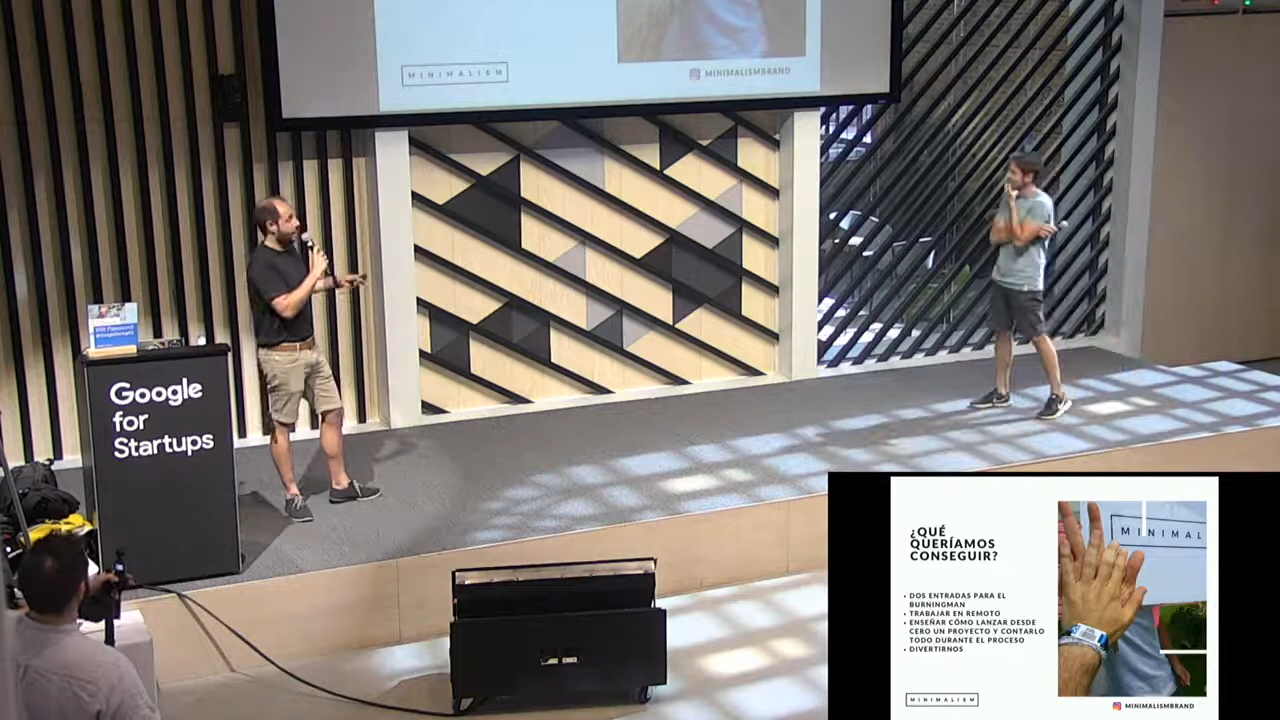 MINIMALISM
MINIMALISMBRAND
Google
for
Startups
¿QUÉ
QUERÍAMOS
CONSEGUIR?
• DOS ENTRADAS PARA EL
BURNINGMAN
• TRABAJAR EN REMOTO
• ENSEÑAR CÓMO LANZAR DESDE
CERO UN PROYECTO Y CONTARLO
TODO DURANTE EL PROCESO
• DIVERTIRNOS
MINIMAL
MINIMALISM
MINIMALISMBRAND